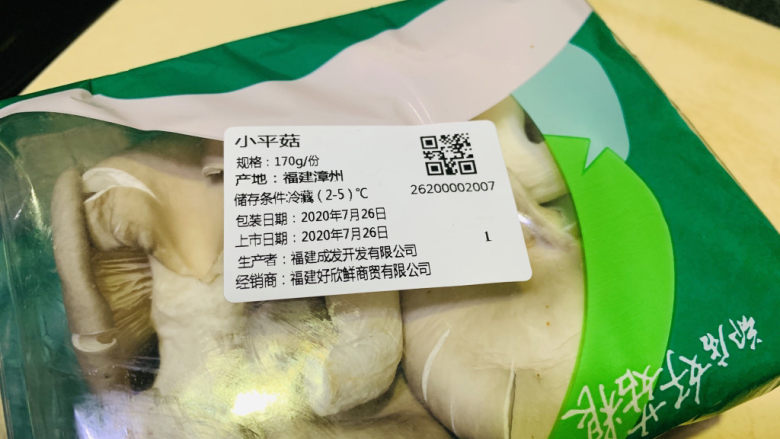 小平菇
规格：170g/份
产地：福建漳州
储存条件:冷藏（2-5）℃
包装日期：2020年7月26日
上市日期：2020年7月26日
生产者：福建成发开发有限公司
经销商：福建好欣鲜商贸有限公司
26200002007
1
好菇粮